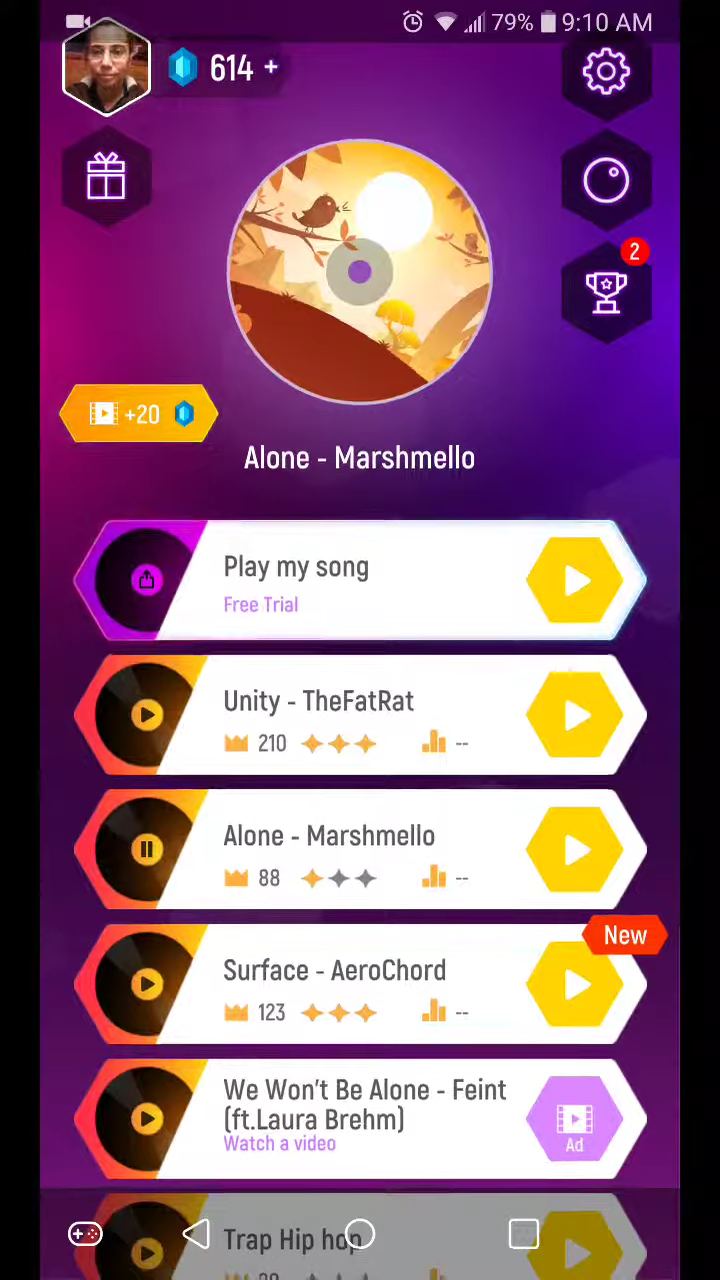 79% 9:10 AM
614 +
2
+20
Alone - Marshmello
Play my song
Free Trial
Unity - TheFatRat
210 --
Alone - Marshmello
88 --
New
Surface - AeroChord
123 --
We Won't Be Alone - Feint
(ft.Laura Brehm)
Watch a video
Ad
Trap Hip hop